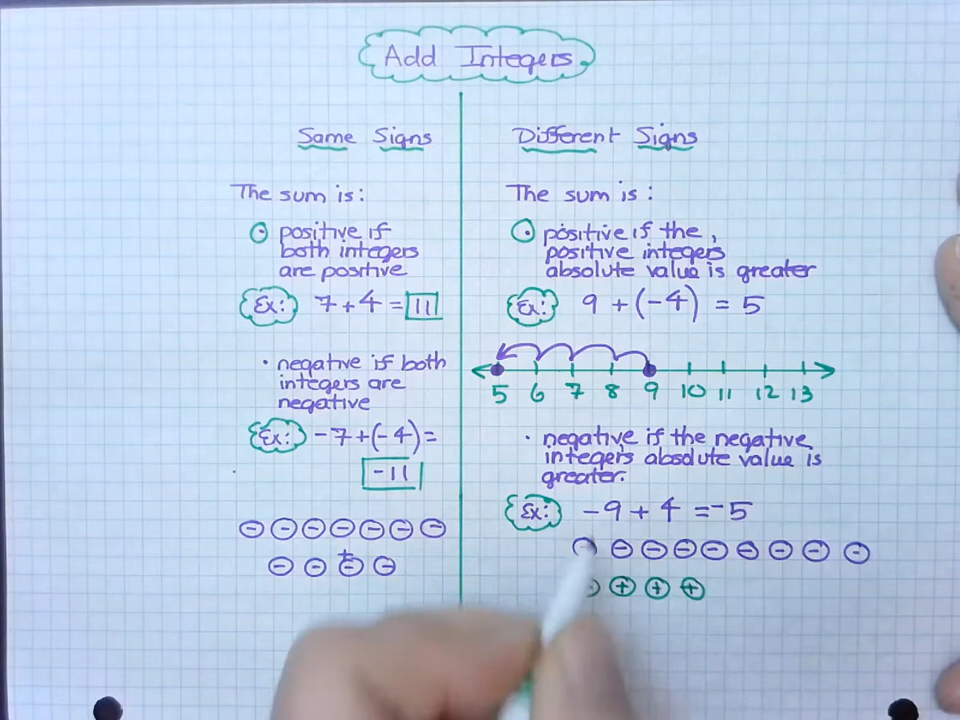 Add Integers
Same Signs
The sum is:
positive if
both integers
are positive
Ex: 7 + 4 = 11
• negative if both
integers are
negative
Ex: -7 + (-4) =
-11
⊖ ⊖ ⊖ ⊖ ⊖ ⊖ ⊖
+
⊖ ⊖ ⊖ ⊖
Different Signs
The sum is:
positive if the
positive integers
absolute value is greater
Ex: 9 + (-4) = 5
5 6 7 8 9 10 11 12 13
• negative if the negative
integer's absolute value is
greater.
Ex: -9 + 4 = -5
⊖ ⊖ ⊖ ⊖ ⊖ ⊖ ⊖ ⊖
⊕ ⊕ ⊕